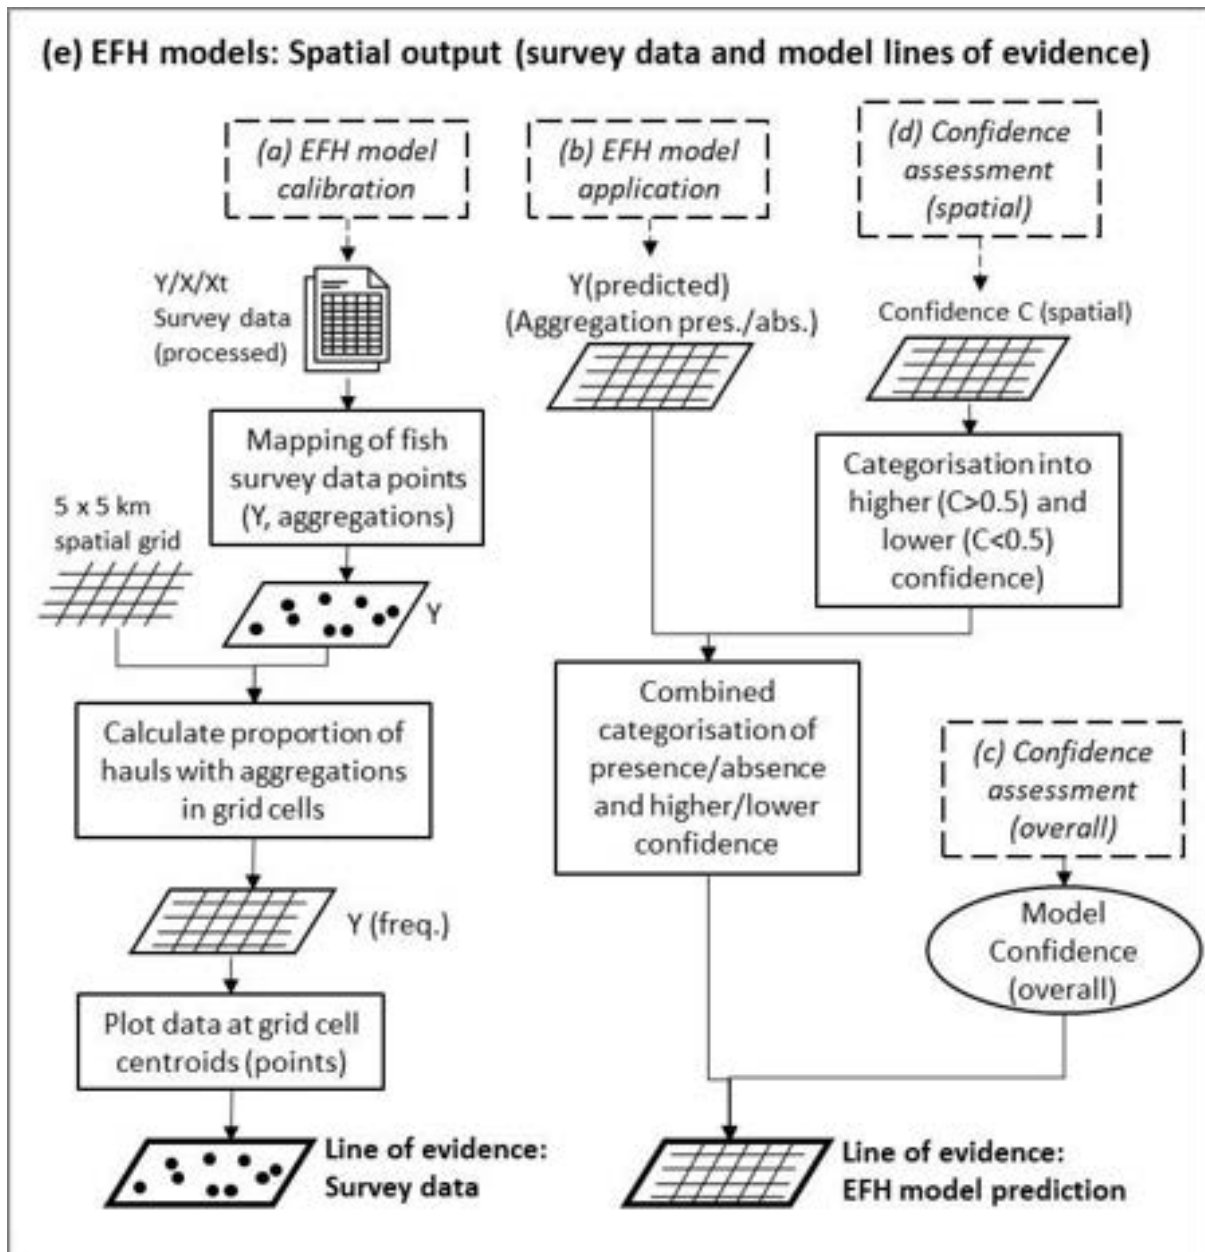 (e) EFH models: Spatial output (survey data and model lines of evidence)
(a) EFH model
calibration
Y/X/Xt
Survey data
(processed)
Mapping of fish
survey data points
(Y, aggregations)
5 x 5 km
spatial grid
Y
Calculate proportion of
hauls with aggregations
in grid cells
Y (freq.)
Plot data at grid cell
centroids (points)
Line of evidence:
Survey data
(b) EFH model
application
Y(predicted)
(Aggregation pres./abs.)
(d) Confidence
assessment
(spatial)
Confidence C (spatial)
Categorisation into
higher (C>0.5) and
lower (C<0.5)
confidence)
Combined
categorisation of
presence/absence
and higher/lower
confidence
(c) Confidence
assessment
(overall)
Model
Confidence
(overall)
Line of evidence:
EFH model prediction